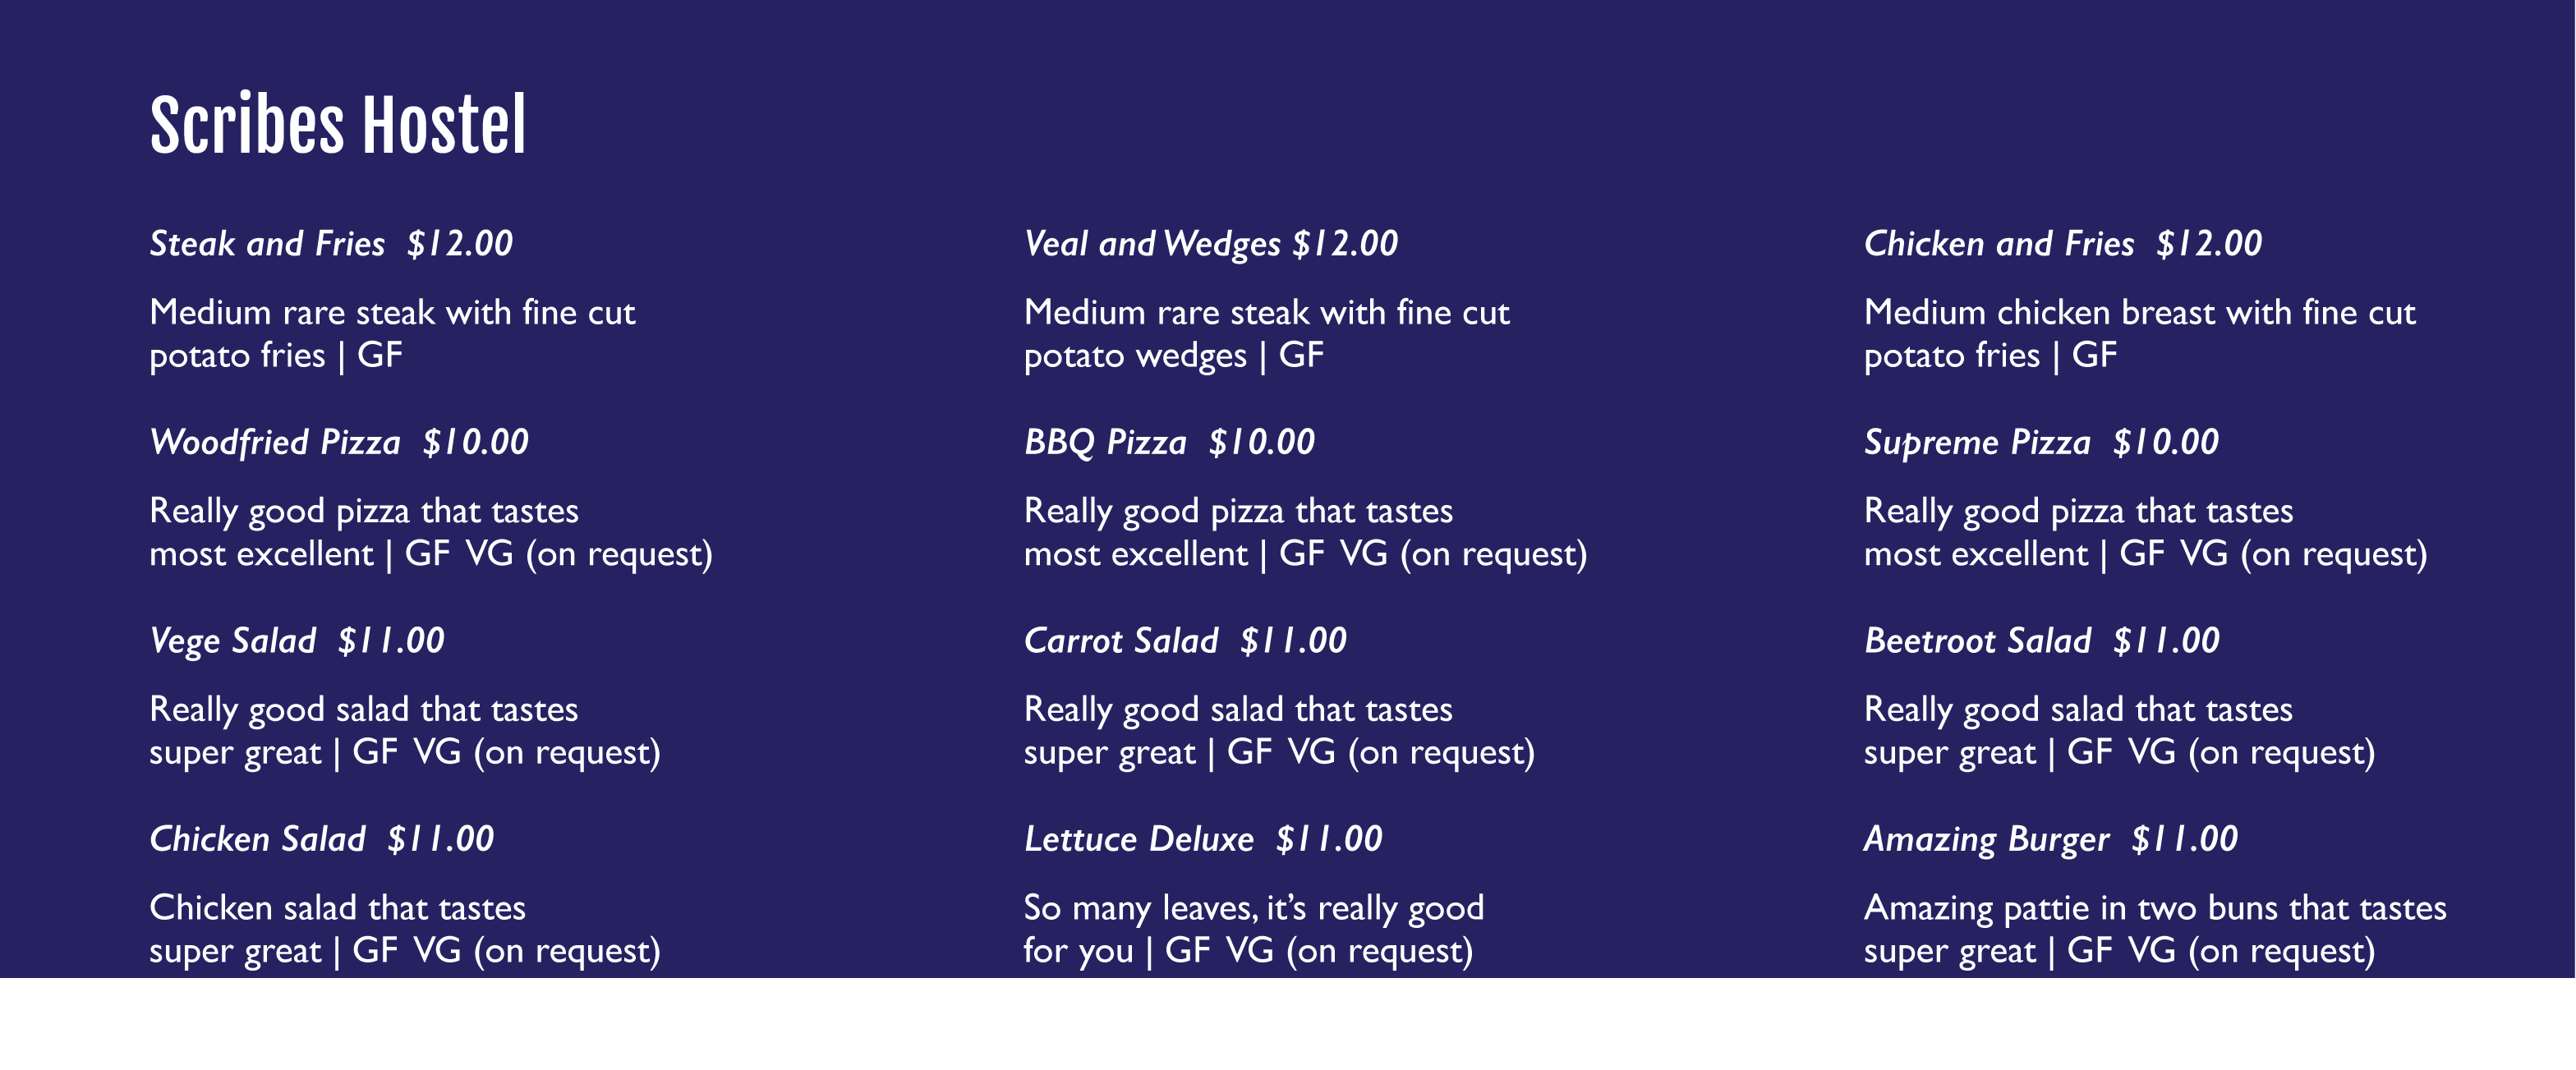 Scribes Hostel
Steak and Fries  $12.00
Medium rare steak with fine cut
potato fries | GF
Woodfried Pizza  $10.00
Really good pizza that tastes
most excellent | GF VG (on request)
Vege Salad  $11.00
Really good salad that tastes
super great | GF VG (on request)
Chicken Salad  $11.00
Chicken salad that tastes
super great | GF VG (on request)
Veal and Wedges $12.00
Medium rare steak with fine cut
potato wedges | GF
BBQ Pizza  $10.00
Really good pizza that tastes
most excellent | GF VG (on request)
Carrot Salad  $11.00
Really good salad that tastes
super great | GF VG (on request)
Lettuce Deluxe  $11.00
So many leaves, it’s really good
for you | GF VG (on request)
Chicken and Fries  $12.00
Medium chicken breast with fine cut
potato fries | GF
Supreme Pizza  $10.00
Really good pizza that tastes
most excellent | GF VG (on request)
Beetroot Salad  $11.00
Really good salad that tastes
super great | GF VG (on request)
Amazing Burger  $11.00
Amazing pattie in two buns that tastes
super great | GF VG (on request)